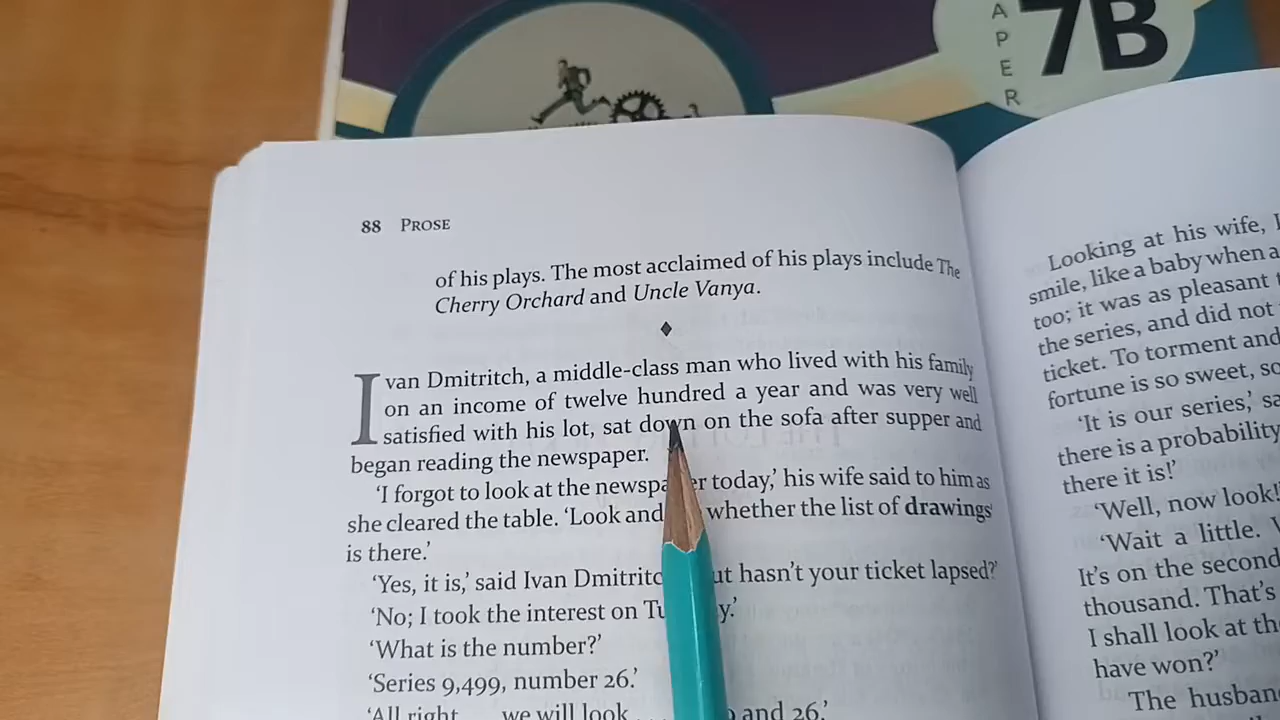 APER
7B
88 PROSE
of his plays. The most acclaimed of his plays include The
Cherry Orchard and Uncle Vanya.
Ivan Dmitritch, a middle-class man who lived with his family
on an income of twelve hundred a year and was very well
satisfied with his lot, sat down on the sofa after supper and
began reading the newspaper.
‘I forgot to look at the newspaper today,’ his wife said to him as
she cleared the table. ‘Look and whether the list of drawings
is there.’
‘Yes, it is,’ said Ivan Dmitritc ut hasn’t your ticket lapsed?’
‘No; I took the interest on Tu y.’
‘What is the number?’
‘Series 9,499, number 26.’
‘All right we will look and 26.’
Looking at his wife, I
smile, like a baby when a
too; it was as pleasant
the series, and did not
ticket. To torment and
fortune is so sweet, so
‘It is our series,’ sa
there is a probability
there it is!’
‘Well, now look!
‘Wait a little.
It’s on the second
thousand. That’s
I shall look at th
have won?’
The husban